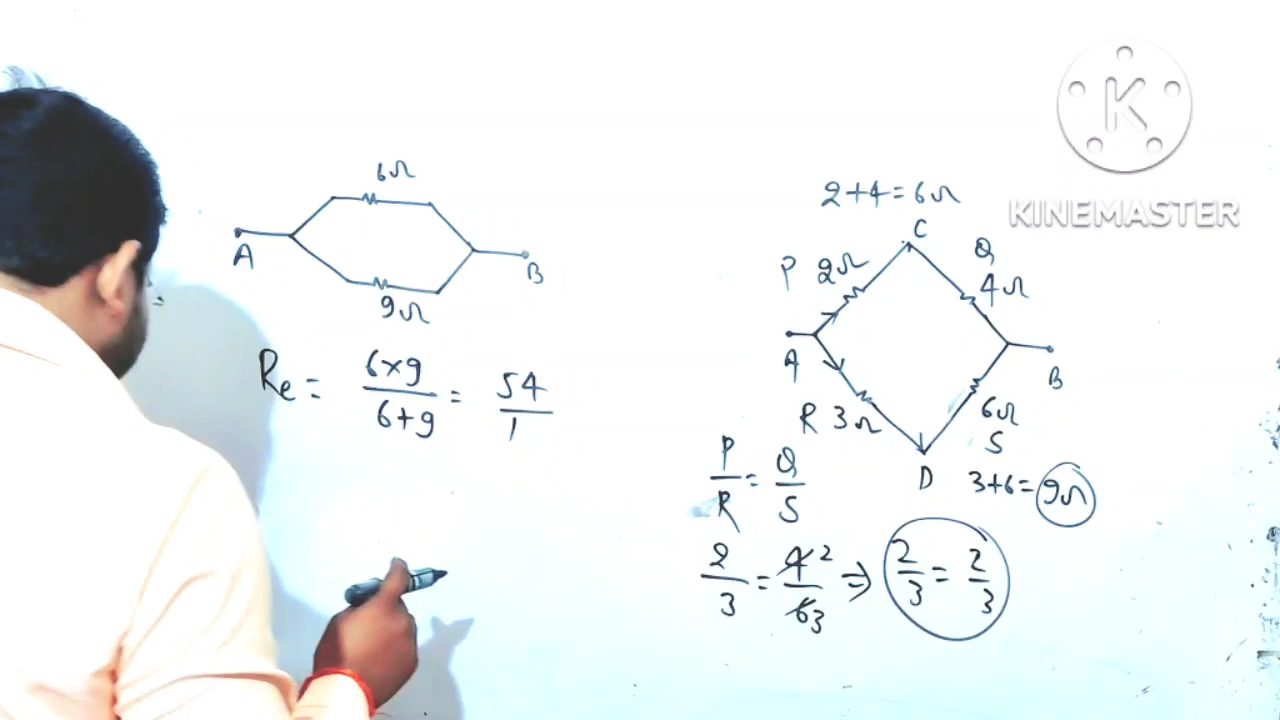 6Ω
A
B
9Ω
Re = 6×9/6+9 = 54/1
2+4=6Ω
C
P 2Ω
Q
4Ω
A
B
R 3Ω
6Ω
S
D
3+6=9Ω
P/R = Q/S
2/3 = 4 2/6 3 ⇒ 2/3 = 2/3
K
KINEMASTER